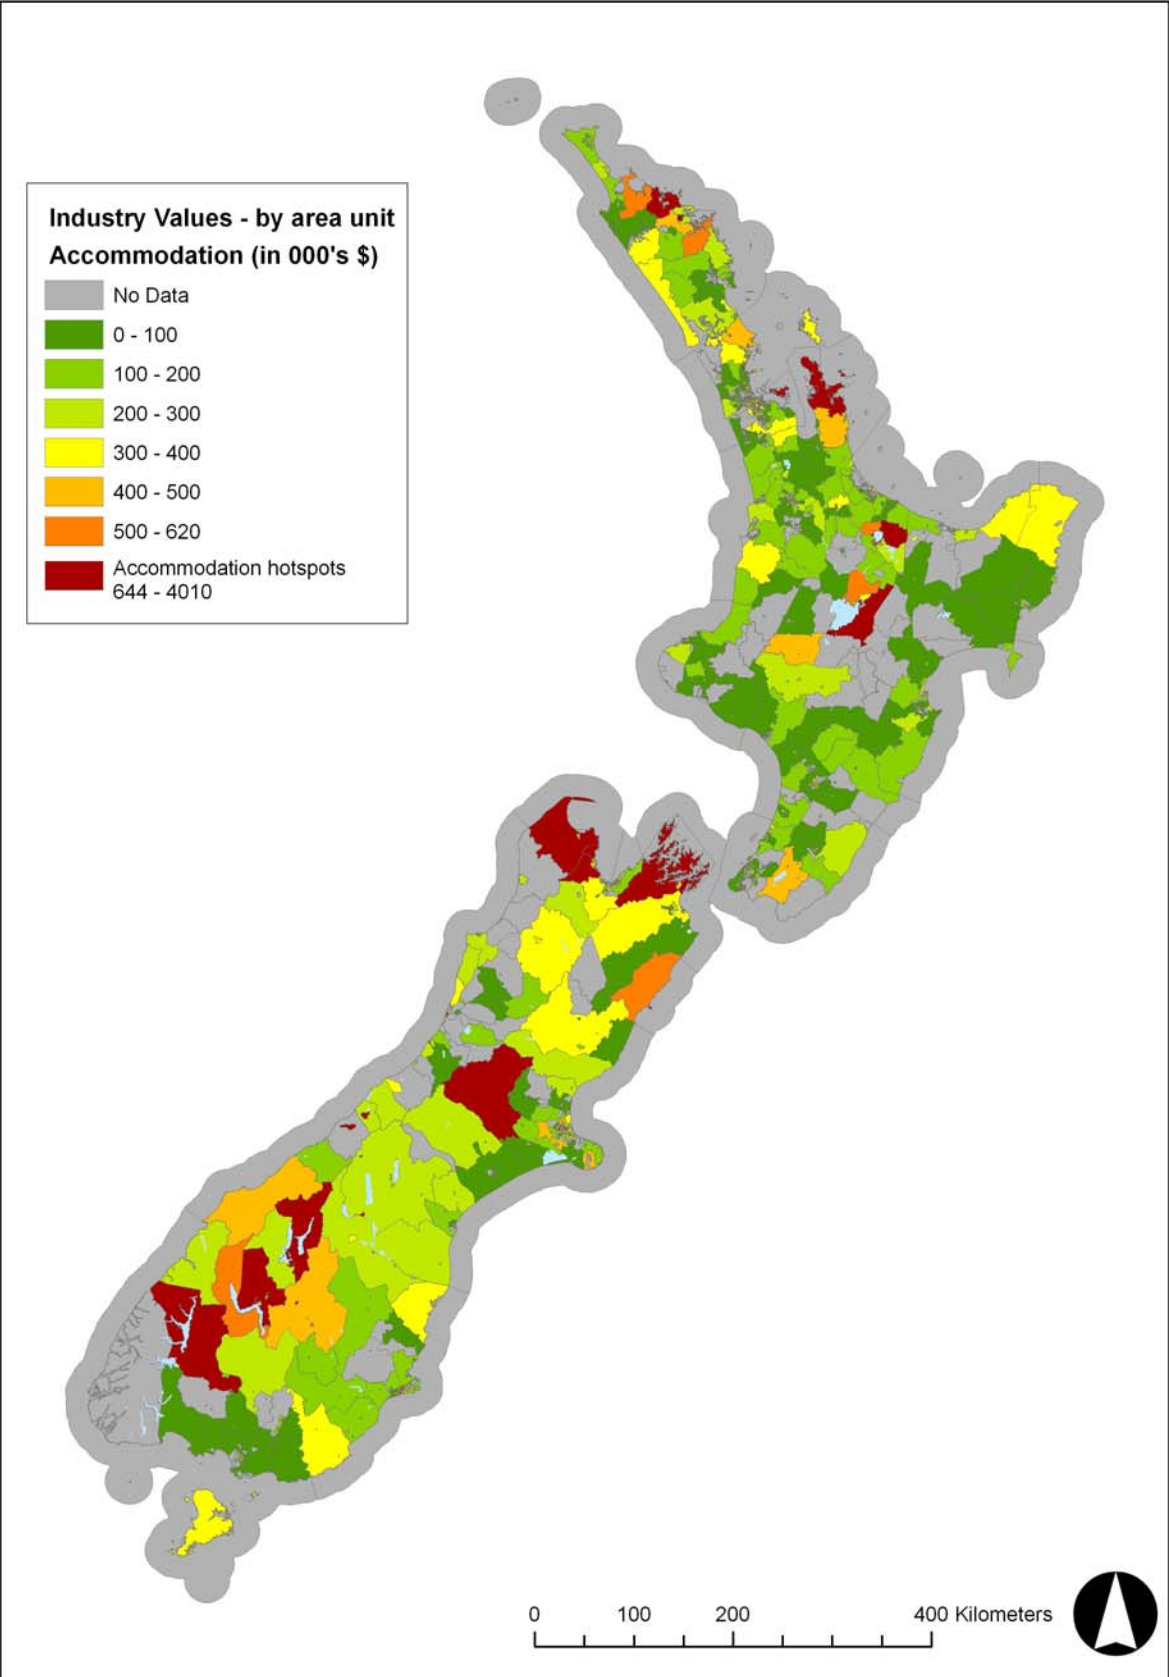 Industry Values - by area unit
Accommodation (in 000's $)
No Data
0 - 100
100 - 200
200 - 300
300 - 400
400 - 500
500 - 620
Accommodation hotspots
644 - 4010
0 100 200 400 Kilometers